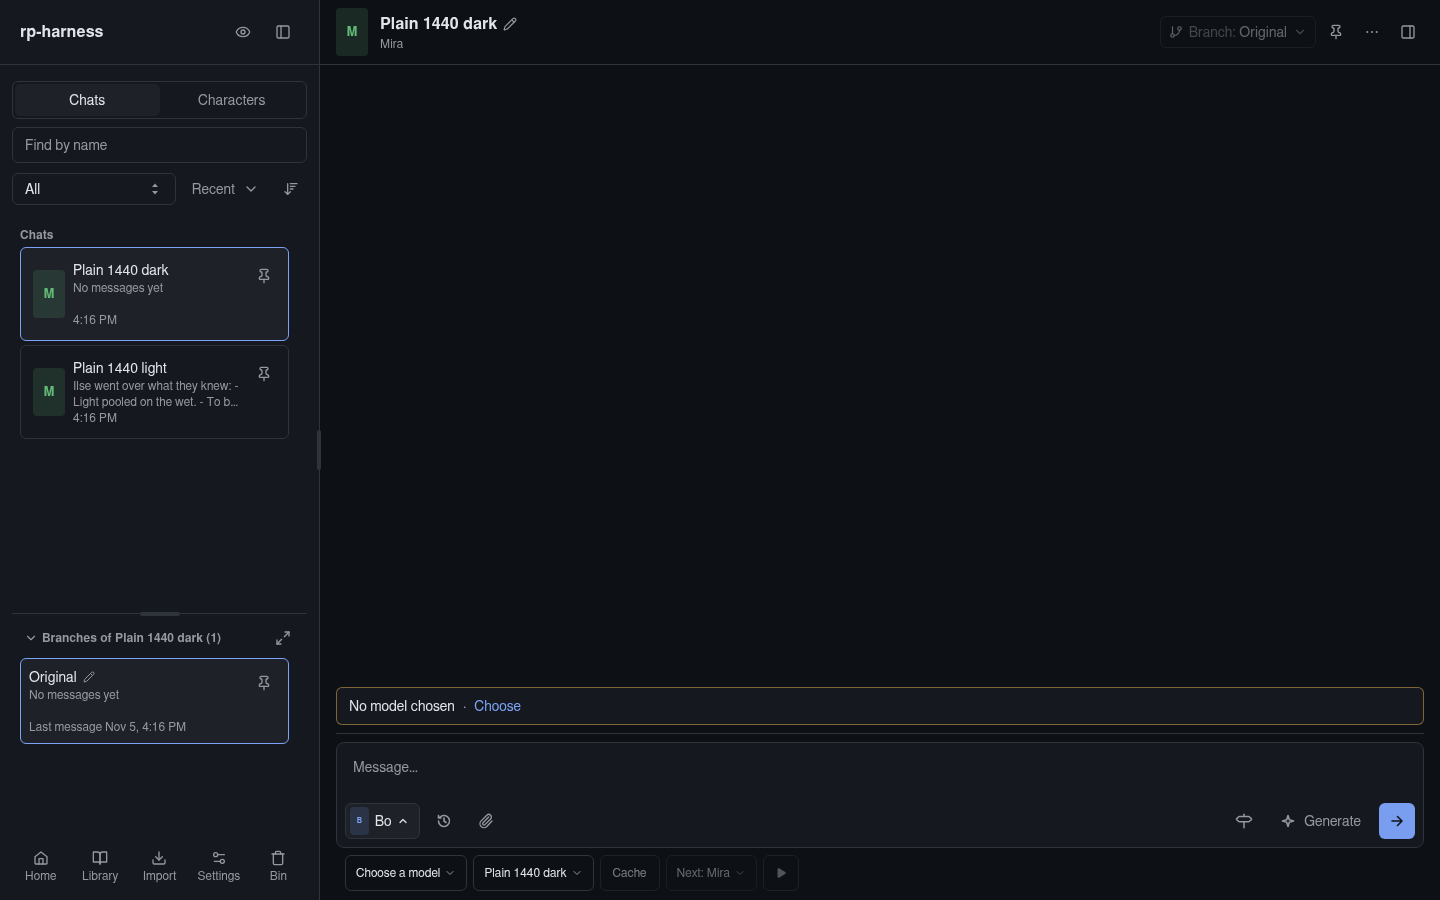 rp-harness
M
Plain 1440 dark
Mira
Branch: Original
Chats
Characters
Find by name
All
Recent
Chats
M
Plain 1440 dark
No messages yet
4:16 PM
M
Plain 1440 light
Ilse went over what they knew: -
Light pooled on the wet. - To b...
4:16 PM
Branches of Plain 1440 dark (1)
Original
No messages yet
Last message Nov 5, 4:16 PM
Home
Library
Import
Settings
Bin
No model chosen · Choose
Message...
B
Bo
Generate
Choose a model
Plain 1440 dark
Cache
Next: Mira